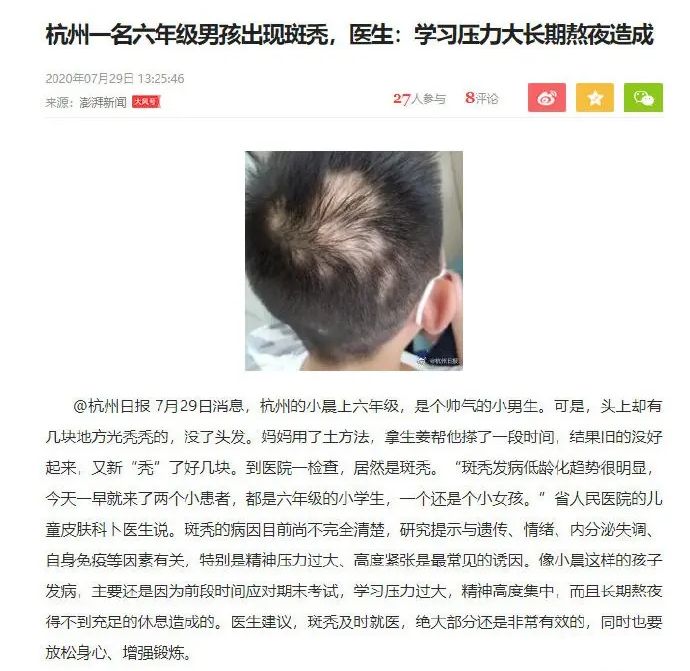 杭州一名六年级男孩出现斑秃，医生：学习压力大长期熬夜造成
2020年07月29日 13:25:46
来源：澎湃新闻 大风号
27人参与 8评论
@杭州日报
@杭州日报 7月29日消息，杭州的小晨上六年级，是个帅气的小男生。可是，头上却有
几块地方光秃秃的，没了头发。妈妈用了土方法，拿生姜帮他搽了一段时间，结果旧的没好
起来，又新“秃”了好几块。到医院一检查，居然是斑秃。“斑秃发病低龄化趋势很明显，
今天一早就来了两个小患者，都是六年级的小学生，一个还是个小女孩。”省人民医院的儿
童皮肤科卜医生说。斑秃的病因目前尚不完全清楚，研究提示与遗传、情绪、内分泌失调、
自身免疫等因素有关，特别是精神压力过大、高度紧张是最常见的诱因。像小晨这样的孩子
发病，主要还是因为前段时间应对期末考试，学习压力过大，精神高度集中，而且长期熬夜
得不到充足的休息造成的。医生建议，斑秃及时就医，绝大部分还是非常有效的，同时也要
放松身心、增强锻炼。